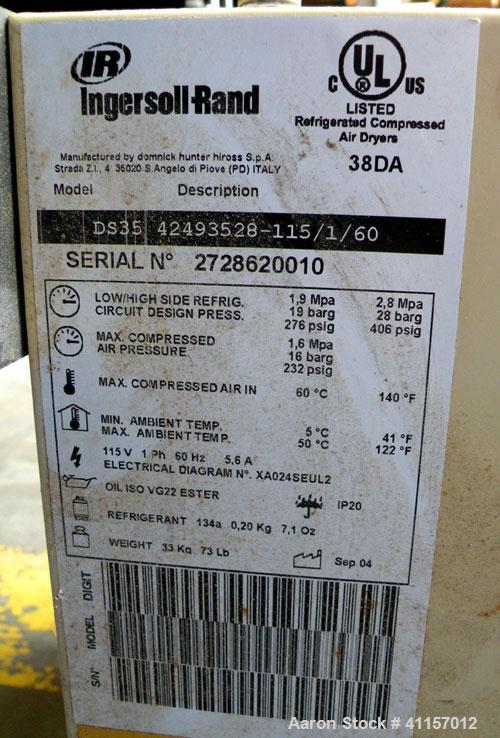 IR
Ingersoll-Rand
C UL US
®
LISTED
Refrigerated Compressed
Air Dryers
38DA
Manufactured by domnick hunter hiross S.p.A.
Strada Z.I., 4 35020 S.Angelo di Piove (PD) ITALY
Model Description
DS35 42493528-115/1/60
SERIAL N° 2728620010
LOW/HIGH SIDE REFRIG. 1,9 Mpa 2,8 Mpa
CIRCUIT DESIGN PRESS. 19 barg 28 barg
276 psig 406 psig
MAX. COMPRESSED 1,6 Mpa
AIR PRESSURE 16 barg
232 psig
MAX. COMPRESSED AIR IN 60 °C 140 °F
MIN. AMBIENT TEMP. 5 °C 41 °F
MAX. AMBIENT TEMP. 50 °C 122 °F
115 V 1 Ph 60 Hz 5,6 A
ELECTRICAL DIAGRAM N°. XA024SEUL2
OIL ISO VG22 ESTER IP20
REFRIGERANT 134a 0,20 Kg 7,1 Oz
WEIGHT 33 Kg 73 Lb Sep 04
S/N° MODEL DIGIT
Aaron Stock # 41157012